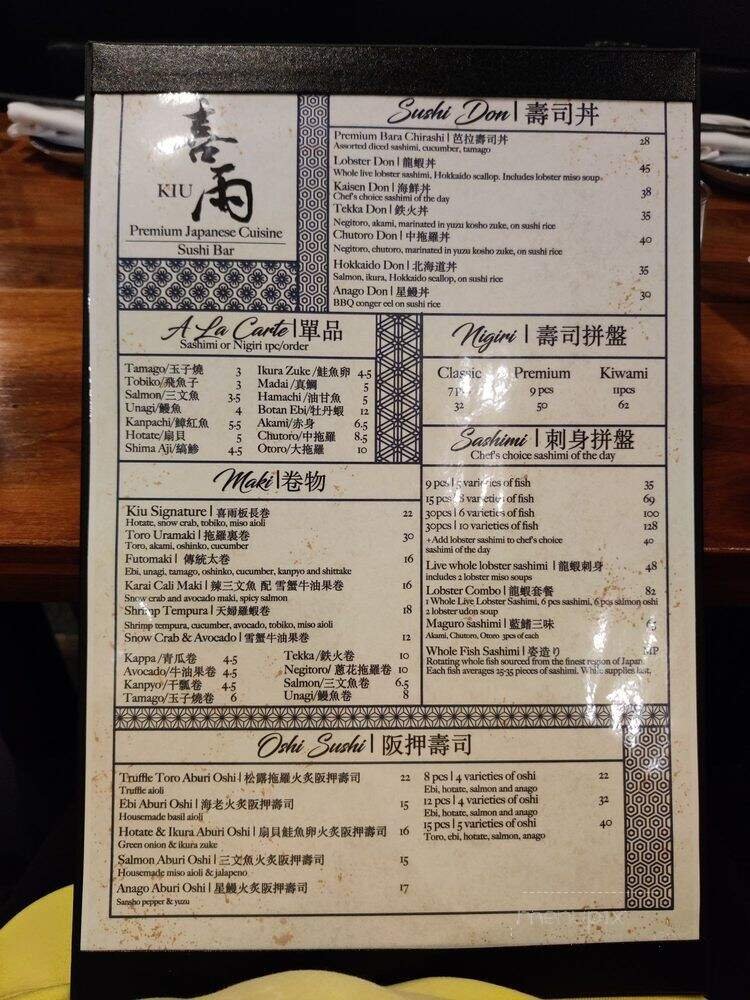 喜雨
KIU
Premium Japanese Cuisine
Sushi Bar
Sushi Don | 壽司丼
Premium Bara Chirashi | 芭拉壽司丼 28
Assorted diced sashimi, cucumber, tamago
Lobster Don | 龍蝦丼 45
Whole live lobster sashimi, Hokkaido scallop. Includes lobster miso soup
Kaisen Don | 海鮮丼 38
Chef's choice sashimi of the day
Tekka Don | 鉄火丼 35
Negitoro, akami, marinated in yuzu kosho zuke, on sushi rice
Chutoro Don | 中拖羅丼 40
Negitoro, chutoro, marinated in yuzu kosho zuke, on sushi rice
Hokkaido Don | 北海道丼 35
Salmon, ikura, Hokkaido scallop, on sushi rice
Anago Don | 星鰻丼 30
BBQ conger eel on sushi rice
A La Carte | 單品
Sashimi or Nigiri 1pc/order
Tamago/玉子燒 3
Tobiko/飛魚子 3
Salmon/三文魚 3.5
Unagi/鰻魚 4
Kanpachi/鰤紅魚 5.5
Hotate/扇貝 5
Shima Aji/縞鯵 4.5
Ikura Zuke/鮭魚卵 4.5
Madai/真鯛 5
Hamachi/油甘魚 5
Botan Ebi/牡丹蝦 12
Akami/赤身 6.5
Chutoro/中拖羅 8.5
Otoro/大拖羅 10
Nigiri | 壽司拼盤
Classic Premium Kiwami
7 pcs 9 pcs 11pcs
32 50 62
Sashimi | 刺身拼盤
Chef's choice sashimi of the day
9 pcs | 5 varieties of fish 35
15 pcs | 8 varieties of fish 69
30pcs | 6 varieties of fish 100
30pcs | 10 varieties of fish 128
+Add lobster sashimi to chef's choice 40
sashimi of the day
Live whole lobster sashimi | 龍蝦刺身 48
includes 2 lobster miso soups
Lobster Combo | 龍蝦套餐 82
1 Whole Live Lobster Sashimi, 6 pcs sashimi, 6 pcs salmon oshi
2 lobster udon soup
Maguro sashimi | 藍鰭三味 65
Akami, Chutoro, Otoro 3pcs of each
Whole Fish Sashimi | 姿造り MP
Rotating whole fish sourced from the finest region of Japan.
Each fish averages 25-35 pieces of sashimi. While supplies last.
Maki | 卷物
Kiu Signature | 喜雨板長卷 22
Hotate, snow crab, tobiko, miso aioli
Toro Uramaki | 拖羅裏卷 30
Toro, akami, oshinko, cucumber
Futomaki | 傳統太卷 16
Ebi, unagi, tamago, oshinko, cucumber, kanpyo and shittake
Karai Cali Maki | 辣三文魚 配 雪蟹牛油果卷 16
Snow crab and avocado maki, spicy salmon
Shrimp Tempura | 天婦羅蝦卷 18
Shrimp tempura, cucumber, avocado, tobiko, miso aioli
Snow Crab & Avocado | 雪蟹牛油果卷 12
Kappa/青瓜卷 4.5
Avocado/牛油果卷 4.5
Kanpyo/干瓢卷 4.5
Tamago/玉子燒卷 6
Tekka/鉄火卷 10
Negitoro/蔥花拖羅卷 10
Salmon/三文魚卷 6.5
Unagi/鰻魚卷 8
Oshi Sushi | 阪押壽司
Truffle Toro Aburi Oshi | 松露拖羅火炙阪押壽司 22
Truffle aioli
Ebi Aburi Oshi | 海老火炙阪押壽司 15
Housemade basil aioli
Hotate & Ikura Aburi Oshi | 扇貝鮭魚卵火炙阪押壽司 16
Green onion & ikura zuke
Salmon Aburi Oshi | 三文魚火炙阪押壽司 15
Housemade miso aioli & jalapeno
Anago Aburi Oshi | 星鰻火炙阪押壽司 17
Sansho pepper & yuzu
8 pcs | 4 varieties of oshi 22
Ebi, hotate, salmon and anago
12 pcs | 4 varieties of oshi 32
Ebi, hotate, salmon and anago
15 pcs | 5 varieties of oshi 40
Toro, ebi, hotate, salmon, anago